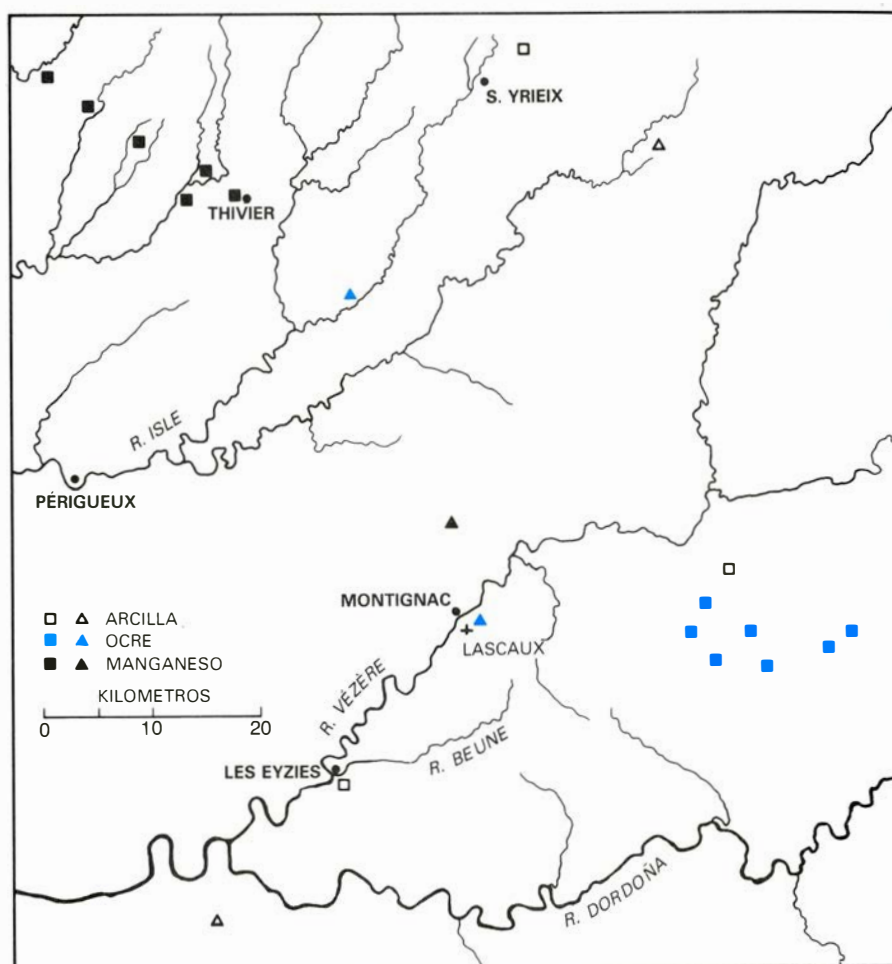 S. YRIEIX
THIVIER
R. ISLE
PÉRIGUEUX
MONTIGNAC
LASCAUX
ARCILLA
OCRE
MANGANESO
KILOMETROS
0 10 20
R. VÉZÈRE
R. BEUNE
LES EYZIES
R. DORDOÑA